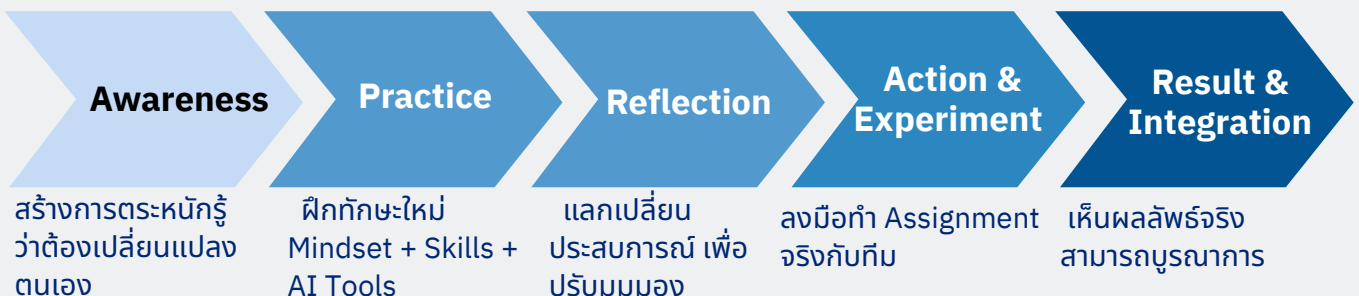 Awareness
สร้างการตระหนักรู้
ว่าต้องเปลี่ยนแปลง
ตนเอง
Practice
ฝึกทักษะใหม่
Mindset + Skills +
AI Tools
Reflection
แลกเปลี่ยน
ประสบการณ์ เพื่อ
ปรับมุมมอง
Action &
Experiment
ลงมือทำ Assignment
จริงกับทีม
Result &
Integration
เห็นผลลัพธ์จริง
สามารถบูรณาการ